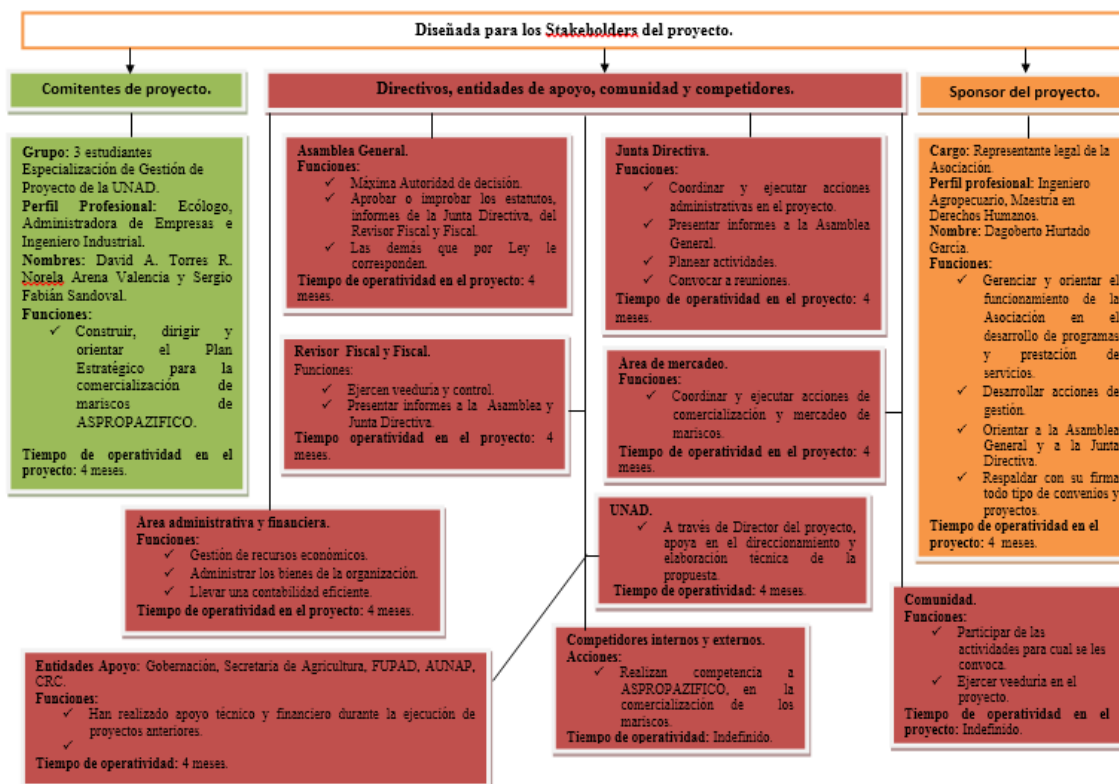 Diseñada para los Stakeholders del proyecto.
Comitentes de proyecto.
Directivos, entidades de apoyo, comunidad y competidores.
Sponsor del proyecto.
Grupo: 3 estudiantes
Especialización de Gestión de
Proyecto de la UNAD.
Perfil Profesional: Ecólogo,
Administradora de Empresas e
Ingeniero Industrial.
Nombres: David A. Torres R.
Norela Arena Valencia y Sergio
Fabián Sandoval.
Funciones:
✓ Construir, dirigir y
orientar el Plan
Estratégico para la
comercialización de
mariscos de
ASPROPAZIFICO.
Tiempo de operatividad en el
proyecto: 4 meses.
Asamblea General.
Funciones:
✓ Máxima Autoridad de decisión.
✓ Aprobar o improbar los estatutos,
informes de la Junta Directiva, del
Revisor Fiscal y Fiscal.
✓ Las demás que por Ley le
corresponden.
Tiempo de operatividad en el proyecto: 4
meses.
Junta Directiva.
Funciones:
✓ Coordinar y ejecutar acciones
administrativas en el proyecto.
✓ Presentar informes a la Asamblea
General.
✓ Planear actividades.
✓ Convocar a reuniones.
Tiempo de operatividad en el proyecto: 4
meses.
Cargo: Representante legal de la
Asociación.
Perfil profesional: Ingeniero
Agropecuario, Maestria en
Derechos Humanos.
Nombre: Dagoberto Hurtado
García.
Funciones:
✓ Gerenciar y orientar el
funcionamiento de la
Asociación en el
desarrollo de programas
y prestación de
servicios.
✓ Desarrollar acciones de
gestión.
✓ Orientar a la Asamblea
General y a la Junta
Directiva.
✓ Respaldar con su firma
todo tipo de convenios y
proyectos.
Tiempo de operatividad en el
proyecto: 4 meses.
Revisor Fiscal y Fiscal.
Funciones:
✓ Ejercen veeduria y control.
✓ Presentar informes a la Asamblea y
Junta Directiva.
Tiempo operatividad en el proyecto: 4
meses.
Area de mercadeo.
Funciones:
✓ Coordinar y ejecutar acciones de
comercialización y mercadeo de
mariscos.
Tiempo de operatividad en el proyecto: 4
meses.
Area administrativa y financiera.
Funciones:
✓ Gestión de recursos económicos.
✓ Administrar los bienes de la organización.
✓ Llevar una contabilidad eficiente.
Tiempo de operatividad en el proyecto: 4 meses.
UNAD.
✓ A través de Director del proyecto,
apoya en el direccionamiento y
elaboración técnica de la
propuesta.
Tiempo de operatividad: 4 meses.
Entidades Apoyo: Gobernación, Secretaria de Agricultura, FUPAD, AUNAP,
CRC.
Funciones:
✓ Han realizado apoyo técnico y financiero durante la ejecución de
proyectos anteriores.
✓
Tiempo de operatividad: 4 meses.
Competidores internos y externos.
Acciones:
✓ Realizan competencia a
ASPROPAZIFICO, en la
comercialización de los
mariscos.
Tiempo de operatividad: Indefinido.
Comunidad.
Funciones:
✓ Participar de las
actividades para cual se les
convoca.
✓ Ejercer veeduria en el
proyecto.
Tiempo de operatividad en el
proyecto: Indefinido.